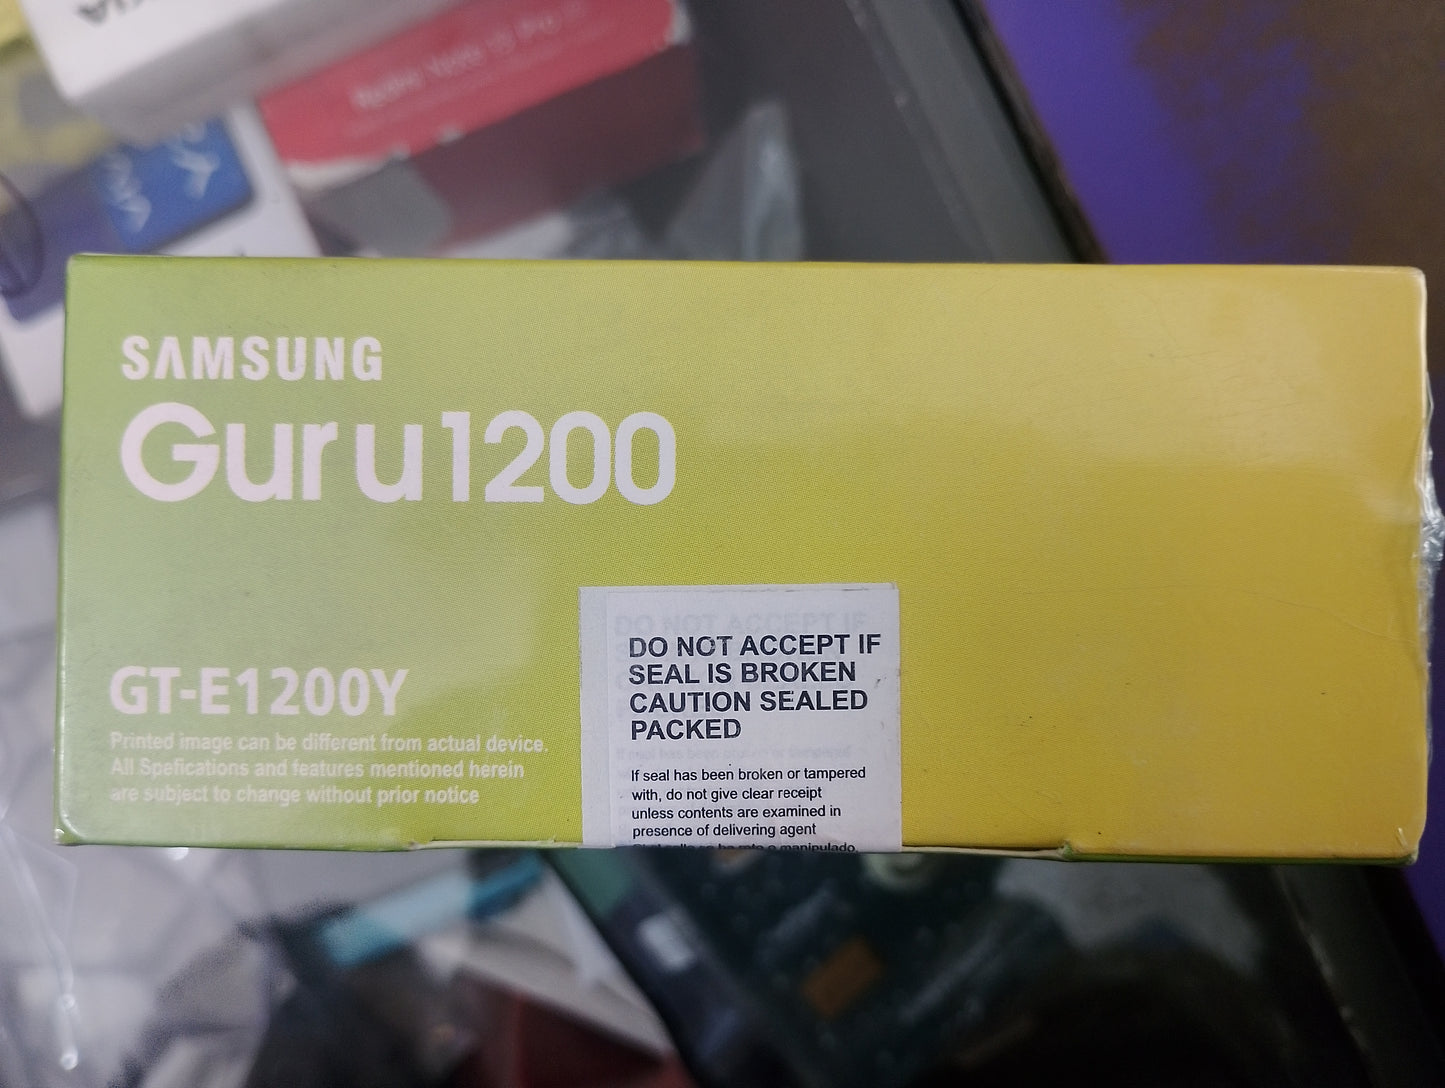 SAMSUNG
Guru1200
GT-E1200Y
Printed image can be different from actual device.
All Spefications and features mentioned herein
are subject to change without prior notice
DO NOT ACCEPT IF
SEAL IS BROKEN
CAUTION SEALED
PACKED
If seal has been broken or tampered
with, do not give clear receipt
unless contents are examined in
presence of delivering agent
manipulado,